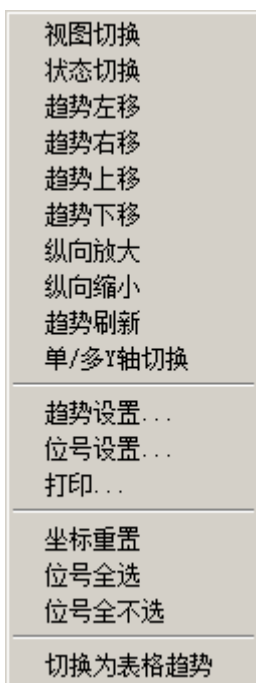 视图切换
状态切换
趋势左移
趋势右移
趋势上移
趋势下移
纵向放大
纵向缩小
趋势刷新
单/多Y轴切换
趋势设置...
位号设置...
打印...
坐标重置
位号全选
位号全不选
切换为表格趋势